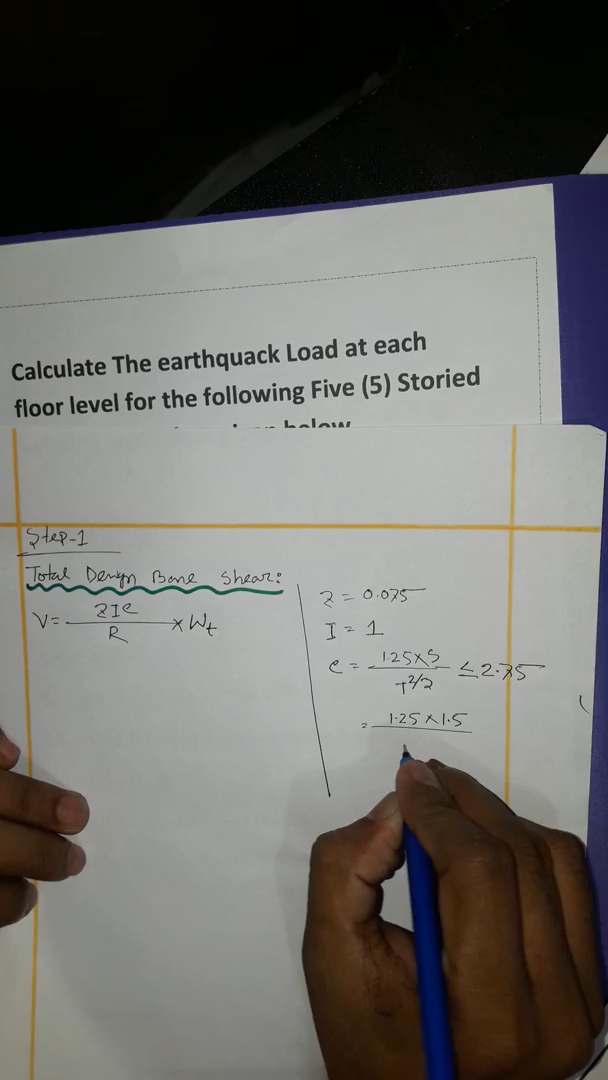 Calculate The earthquack Load at each
floor level for the following Five (5) Storied
below
Step-1
Total Design Base Shear:
V = ZIC / R × Wt
Z = 0.075
I = 1
C = 1.25×S / T^2/3 ≤ 2.75
= 1.25 × 1.5